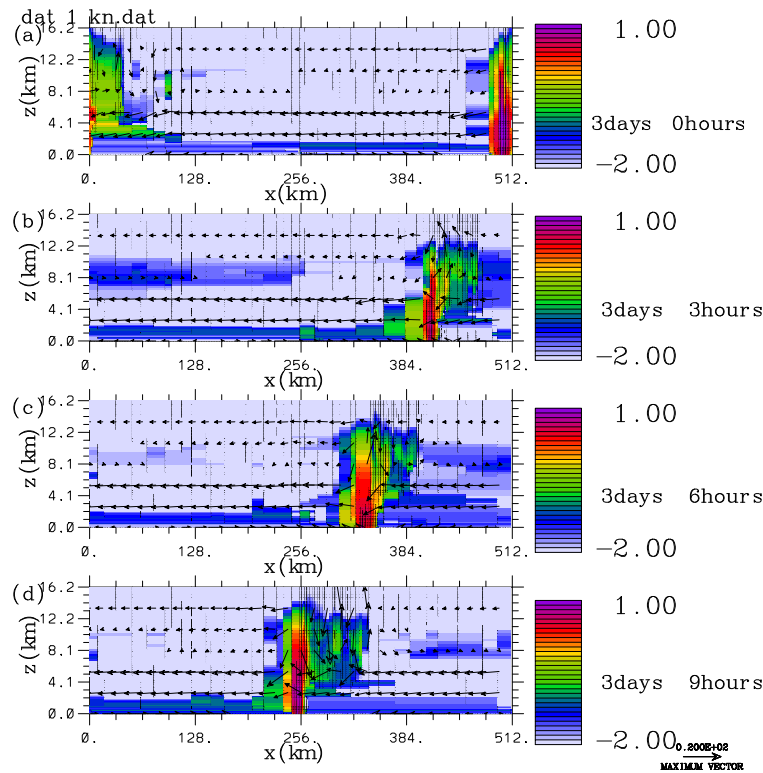 dat 1 kn.dat
(a)
16.2
12.2
8.1
4.1
0.0
z(km)
0. 128. 256. 384. 512.
x(km)
1.00
3days 0hours
−2.00
(b)
16.2
12.2
8.1
4.1
0.0
z(km)
0. 128. 256. 384. 512.
x(km)
1.00
3days 3hours
−2.00
(c)
16.2
12.2
8.1
4.1
0.0
z(km)
0. 128. 256. 384. 512.
x(km)
1.00
3days 6hours
−2.00
(d)
16.2
12.2
8.1
4.1
0.0
z(km)
0. 128. 256. 384. 512.
x(km)
1.00
3days 9hours
−2.00
0.200E+02
MAXIMUM VECTOR